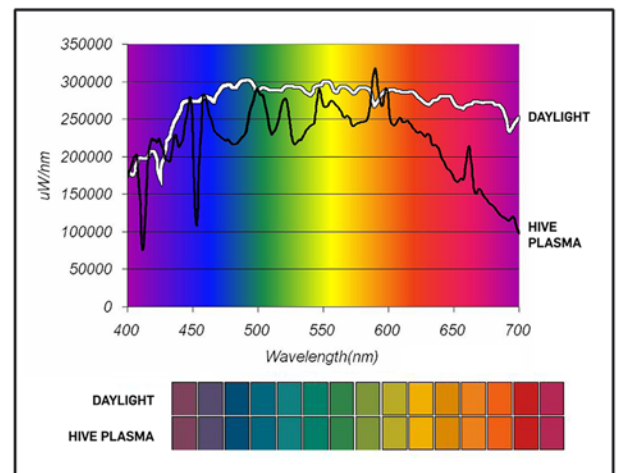 350000
300000
250000
200000
150000
100000
50000
0
uW/nm
400 450 500 550 600 650 700
Wavelength(nm)
DAYLIGHT
HIVE
PLASMA
DAYLIGHT
HIVE PLASMA